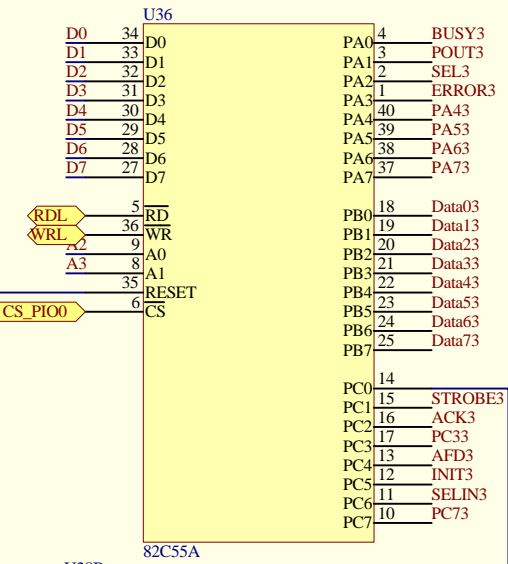 U36
D0 34 D0 PA0 4 BUSY3
D1 33 D1 PA1 3 POUT3
D2 32 D2 PA2 2 SEL3
D3 31 D3 PA3 1 ERROR3
D4 30 D4 PA4 40 PA43
D5 29 D5 PA5 39 PA53
D6 28 D6 PA6 38 PA63
D7 27 D7 PA7 37 PA73
RDL 5 RD PB0 18 Data03
WRL 36 WR PB1 19 Data13
A2 9 A0 PB2 20 Data23
A3 8 A1 PB3 21 Data33
35 RESET PB4 22 Data43
CS_PIO0 6 CS PB5 23 Data53
PB6 24 Data63
PB7 25 Data73
PC0 14
PC1 15 STROBE3
PC2 16 ACK3
PC3 17 PC33
PC4 13 AFD3
PC5 12 INIT3
PC6 11 SELIN3
PC7 10 PC73
82C55A